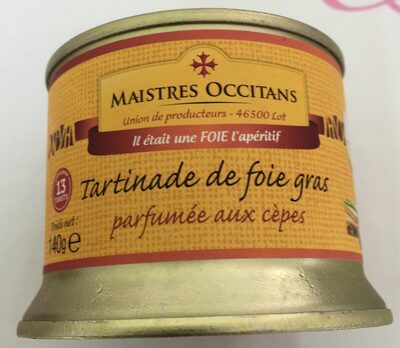 MAISTRES OCCITANS
Union de producteurs - 46500 Lot
Il était une FOIE l'apéritif
13
Tartinade de foie gras
parfumée aux cèpes
Poids net :
140g e